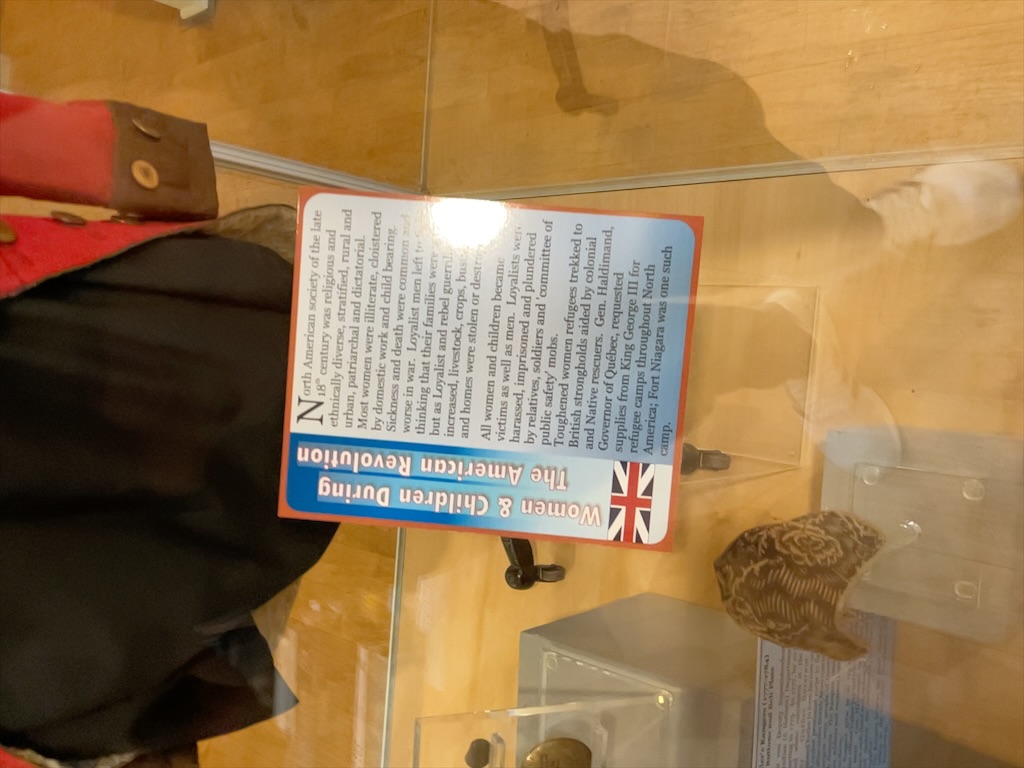 Women & Children During
The American Revolution
North American society of the late
18th century was religious and
ethnically diverse, stratified, rural and
urban, patriarchal and dictatorial.
Most women were illiterate, cloistered
by domestic work and child bearing.
Sickness and death were common and
worse in war. Loyalist men left
thinking that their families were
but as Loyalist and rebel
increased, livestock, crops,
and homes were stolen or
All women and children became
victims as well as men. Loyalists were
harassed, imprisoned and plundered
by relatives, soldiers and 'committee of
public safety' mobs.
Toughened women refugees trekked to
British strongholds aided by colonial
and Native rescuers. Gen. Haldimand,
Governor of Québec, requested
supplies from King George III for
refugee camps throughout North
America; Fort Niagara was one such
camp.